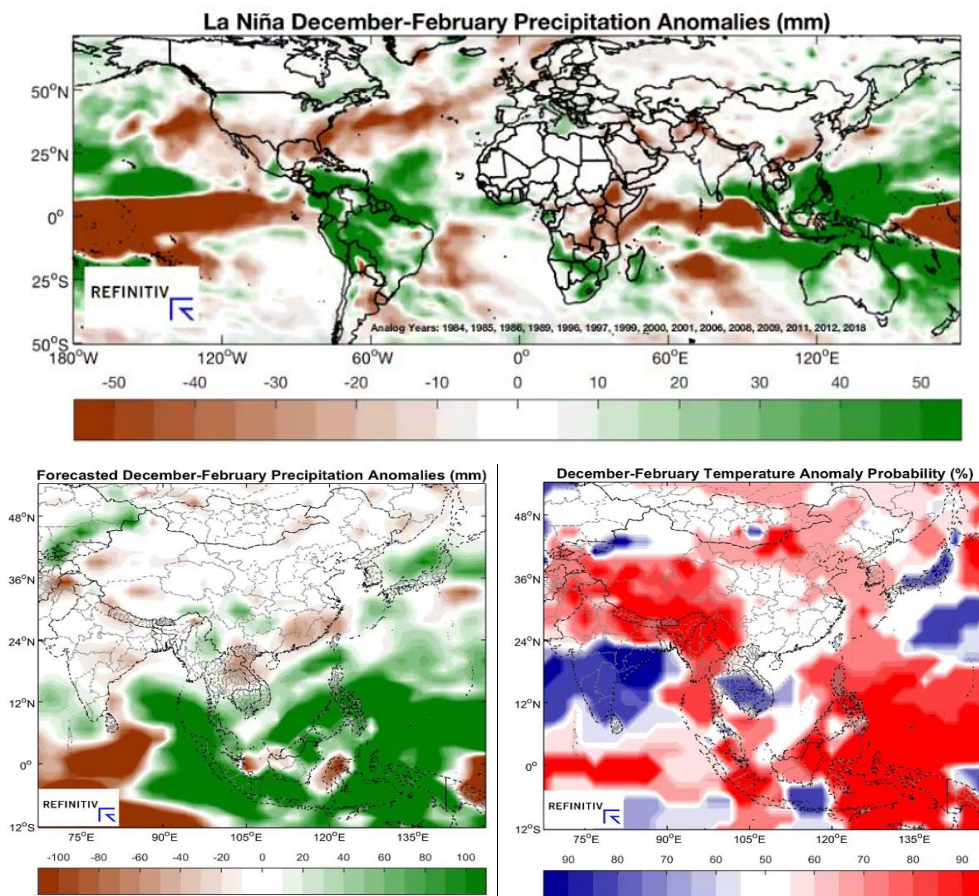 La Niña December-February Precipitation Anomalies (mm)
50°N
25°N
0°
25°S
50°S
REFINITIV
Analog Years: 1984, 1985, 1986, 1989, 1996, 1997, 1999, 2000, 2001, 2006, 2008, 2009, 2011, 2012, 2018
180°W 120°W 60°W 0° 60°E 120°E
-50 -40 -30 -20 -10 0 10 20 30 40 50
Forecasted December-February Precipitation Anomalies (mm)
48°N
36°N
24°N
12°N
0°
12°S
REFINITIV
75°E 90°E 105°E 120°E 135°E
-100 -80 -60 -40 -20 0 20 40 60 80 100
December-February Temperature Anomaly Probability (%)
48°N
36°N
24°N
12°N
0°
12°S
REFINITIV
75°E 90°E 105°E 120°E 135°E
90 80 70 60 50 60 70 80 90